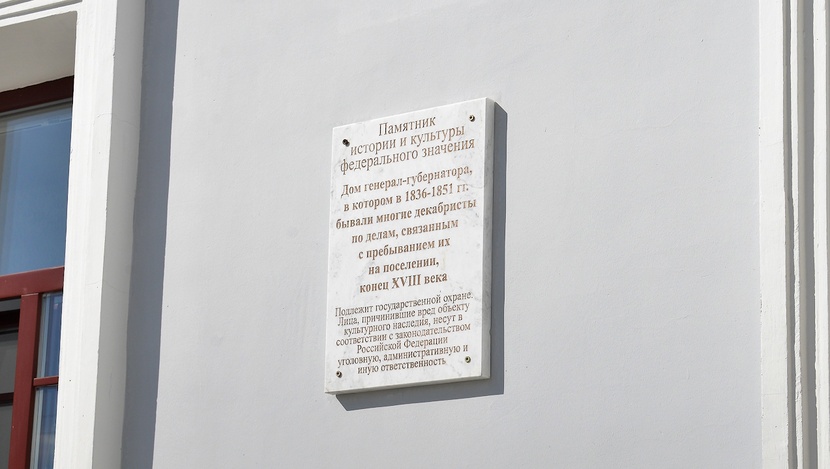 Памятник
истории и культуры
федерального значения
Дом генерал-губернатора,
в котором в 1836-1851 гг.
бывали многие декабристы
по делам, связанным
с пребыванием их
на поселении,
конец XVIII века
Подлежит государственной охране.
Лица, причинившие вред объекту
культурного наследия, несут в
соответствии с законодательством
Российской Федерации
уголовную, административную и
иную ответственность